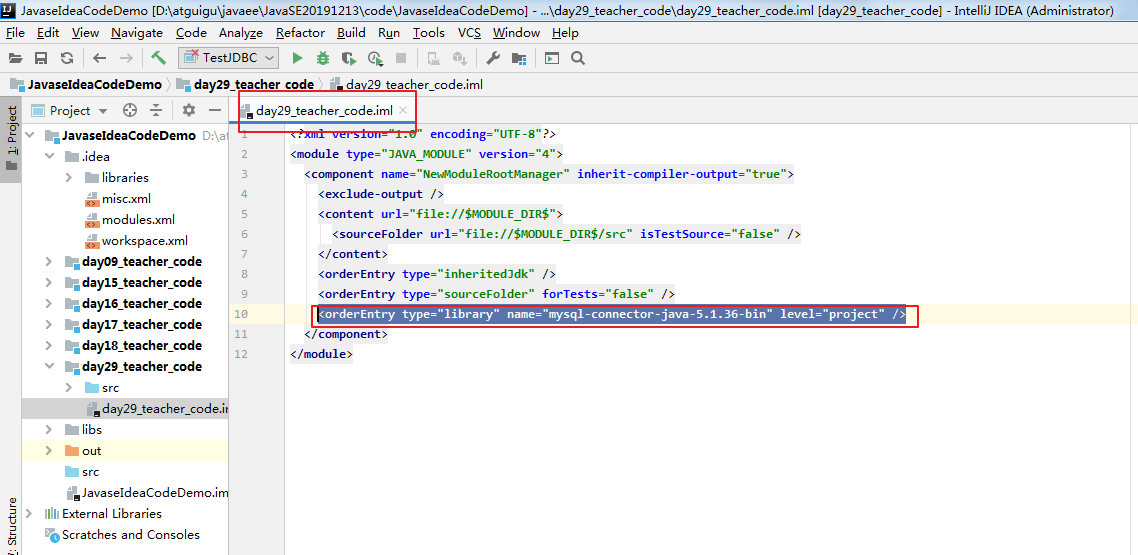 JavaseIdeaCodeDemo [D:\atguigu\javaee\JavaSE20191213\code\JavaseIdeaCodeDemo] - ...\day29_teacher_code\day29_teacher_code.iml [day29_teacher_code] - IntelliJ IDEA (Administrator)
File Edit View Navigate Code Analyze Refactor Build Run Tools VCS Window Help
TestJDBC
JavaseIdeaCodeDemo day29_teacher_code day29_teacher_code.iml
1: Project
Project
day29_teacher_code.iml
JavaseIdeaCodeDemo D:\at
.idea
libraries
misc.xml
modules.xml
workspace.xml
day09_teacher_code
day15_teacher_code
day16_teacher_code
day17_teacher_code
day18_teacher_code
day29_teacher_code
src
day29_teacher_code.ir
libs
out
src
JavaseIdeaCodeDemo.im
External Libraries
Scratches and Consoles
7: Structure
1 <?xml version="1.0" encoding="UTF-8"?>
2 <module type="JAVA_MODULE" version="4">
3 <component name="NewModuleRootManager" inherit-compiler-output="true">
4 <exclude-output />
5 <content url="file://$MODULE_DIR$">
6 <sourceFolder url="file://$MODULE_DIR$/src" isTestSource="false" />
7 </content>
8 <orderEntry type="inheritedJdk" />
9 <orderEntry type="sourceFolder" forTests="false" />
10 <orderEntry type="library" name="mysql-connector-java-5.1.36-bin" level="project" />
11 </component>
12 </module>